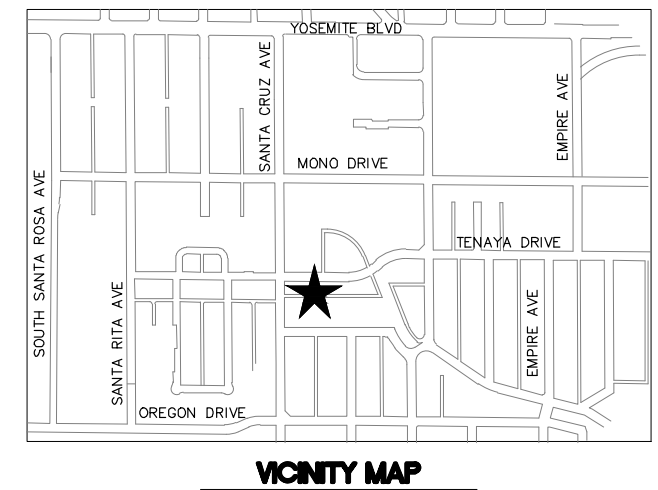 YOSEMITE BLVD
SANTA CRUZ AVE
EMPIRE AVE
MONO DRIVE
SOUTH SANTA ROSA AVE
TENAYA DRIVE
SANTA RITA AVE
EMPIRE AVE
OREGON DRIVE
VICINITY MAP